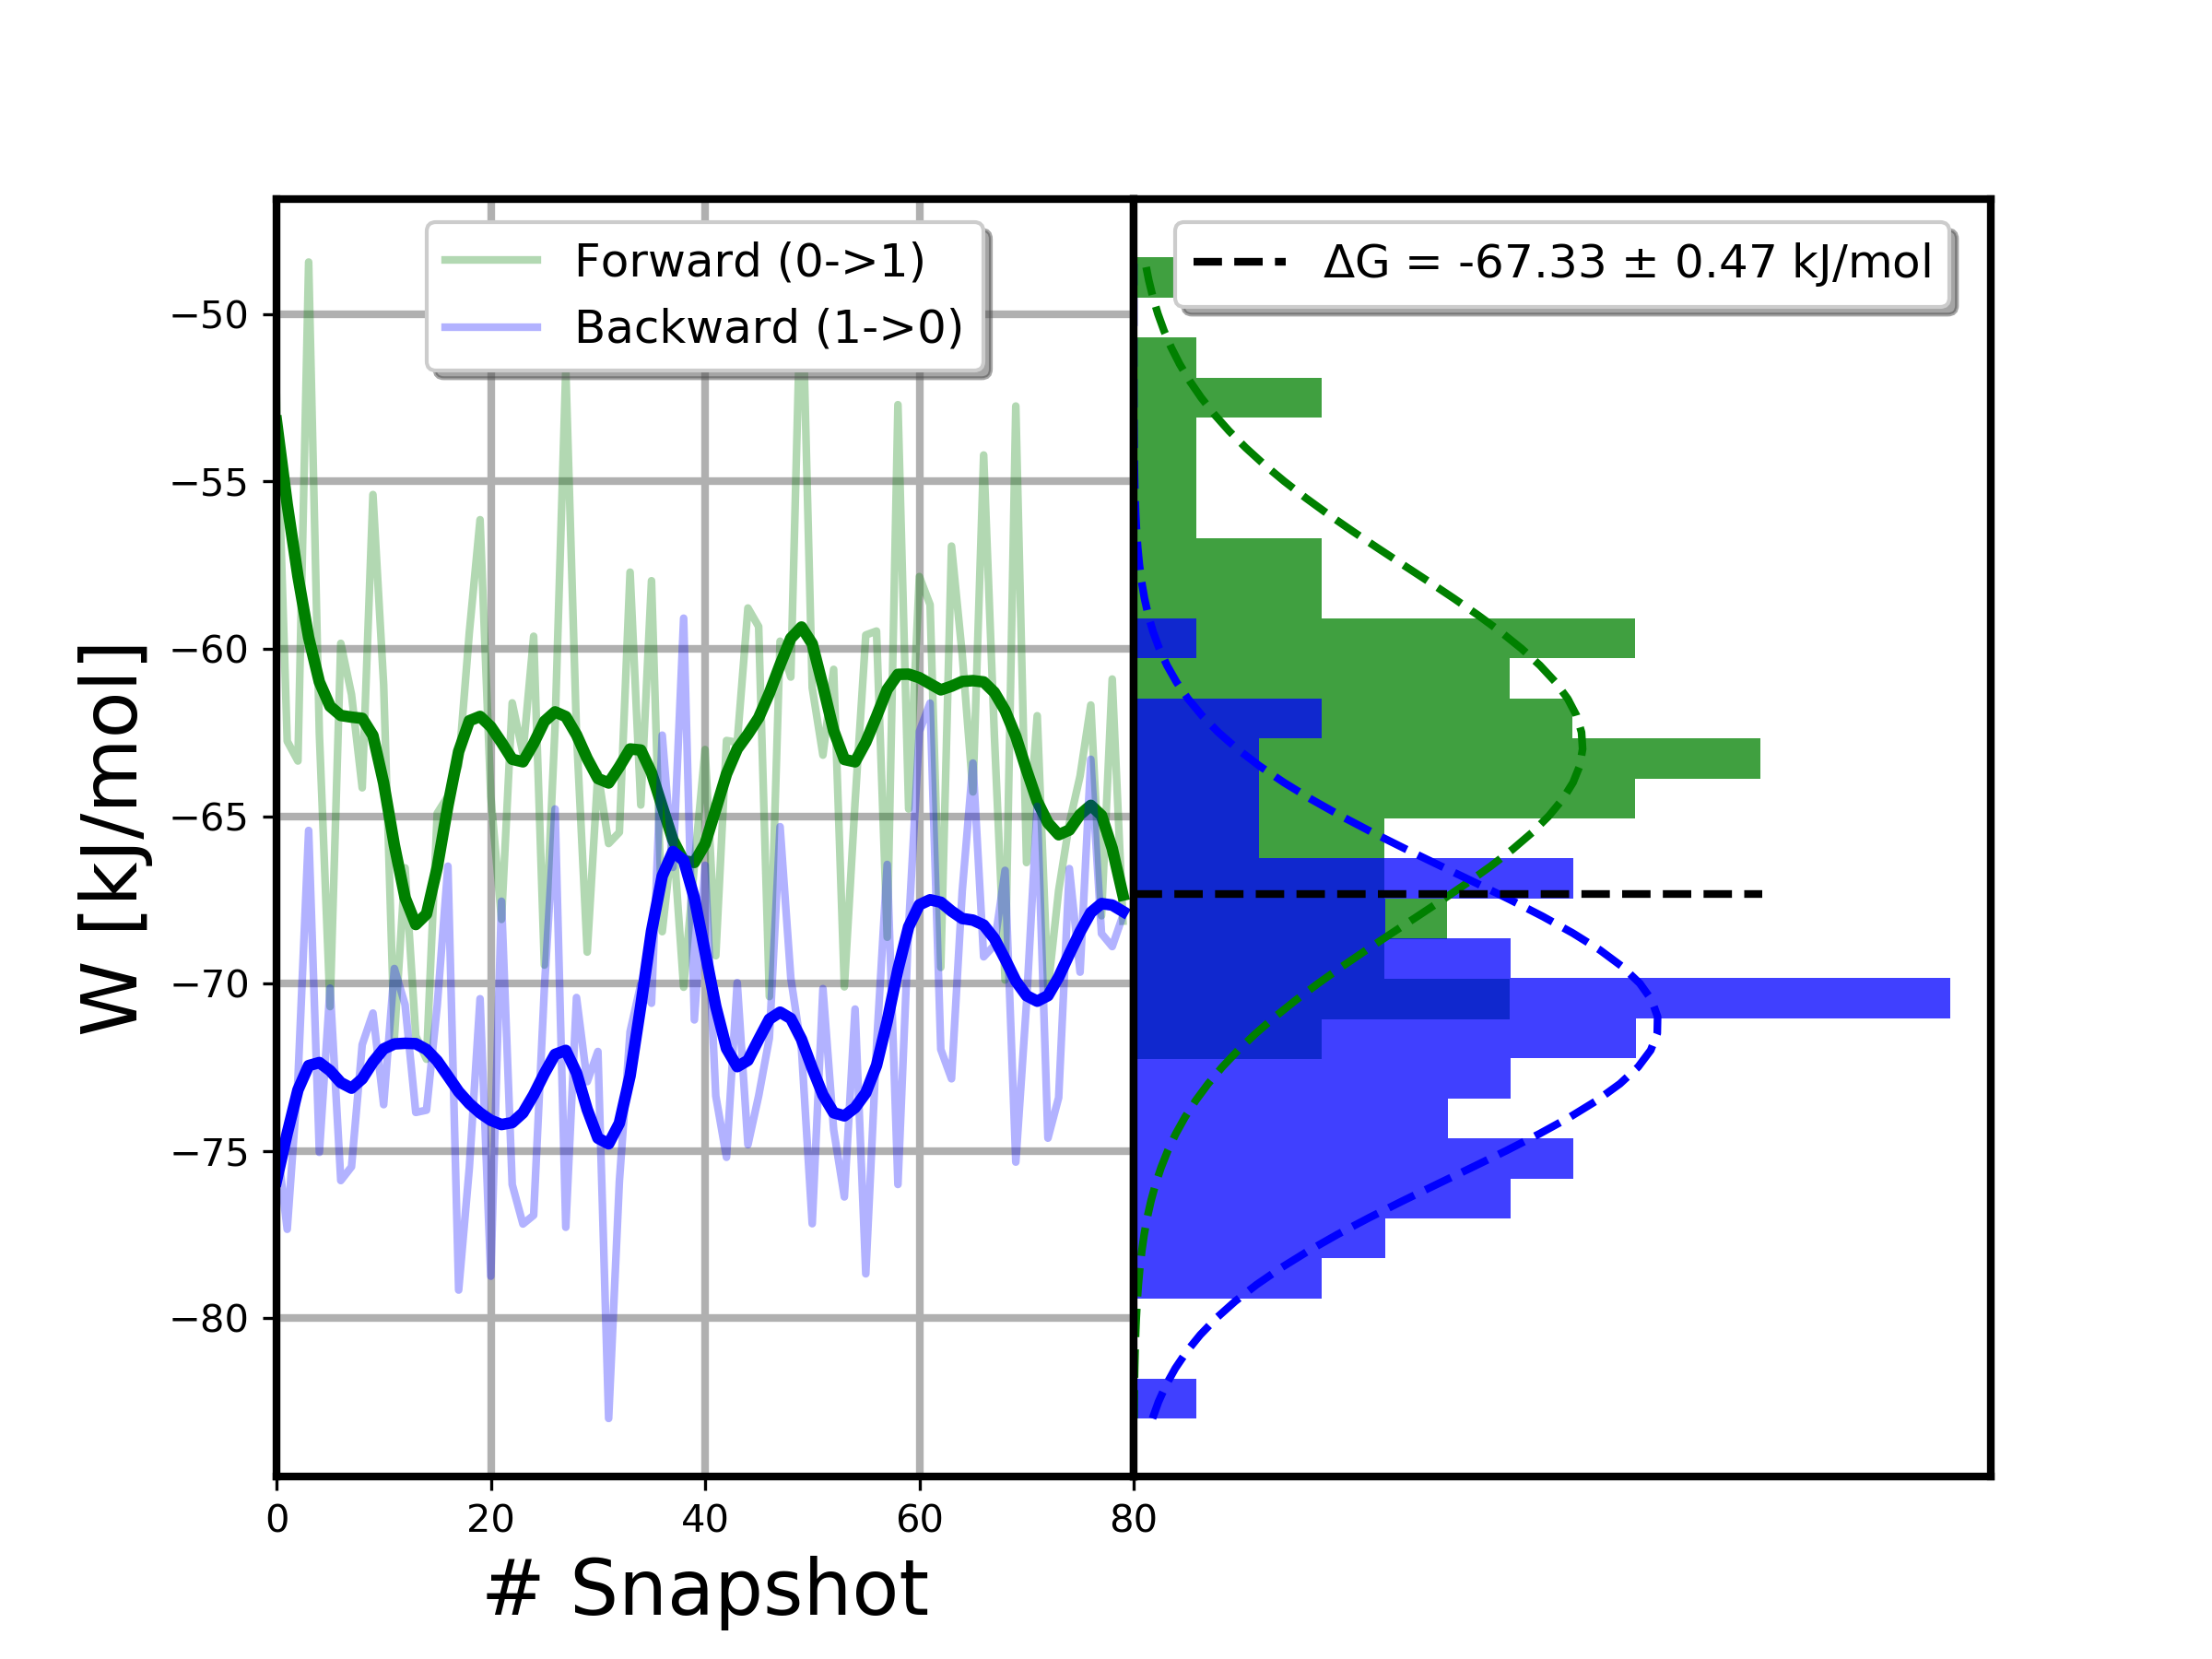 Forward (0->1)
Backward (1->0)
ΔG = -67.33 ± 0.47 kJ/mol
W [kJ/mol]
−50
−55
−60
−65
−70
−75
−80
0 20 40 60 80
# Snapshot